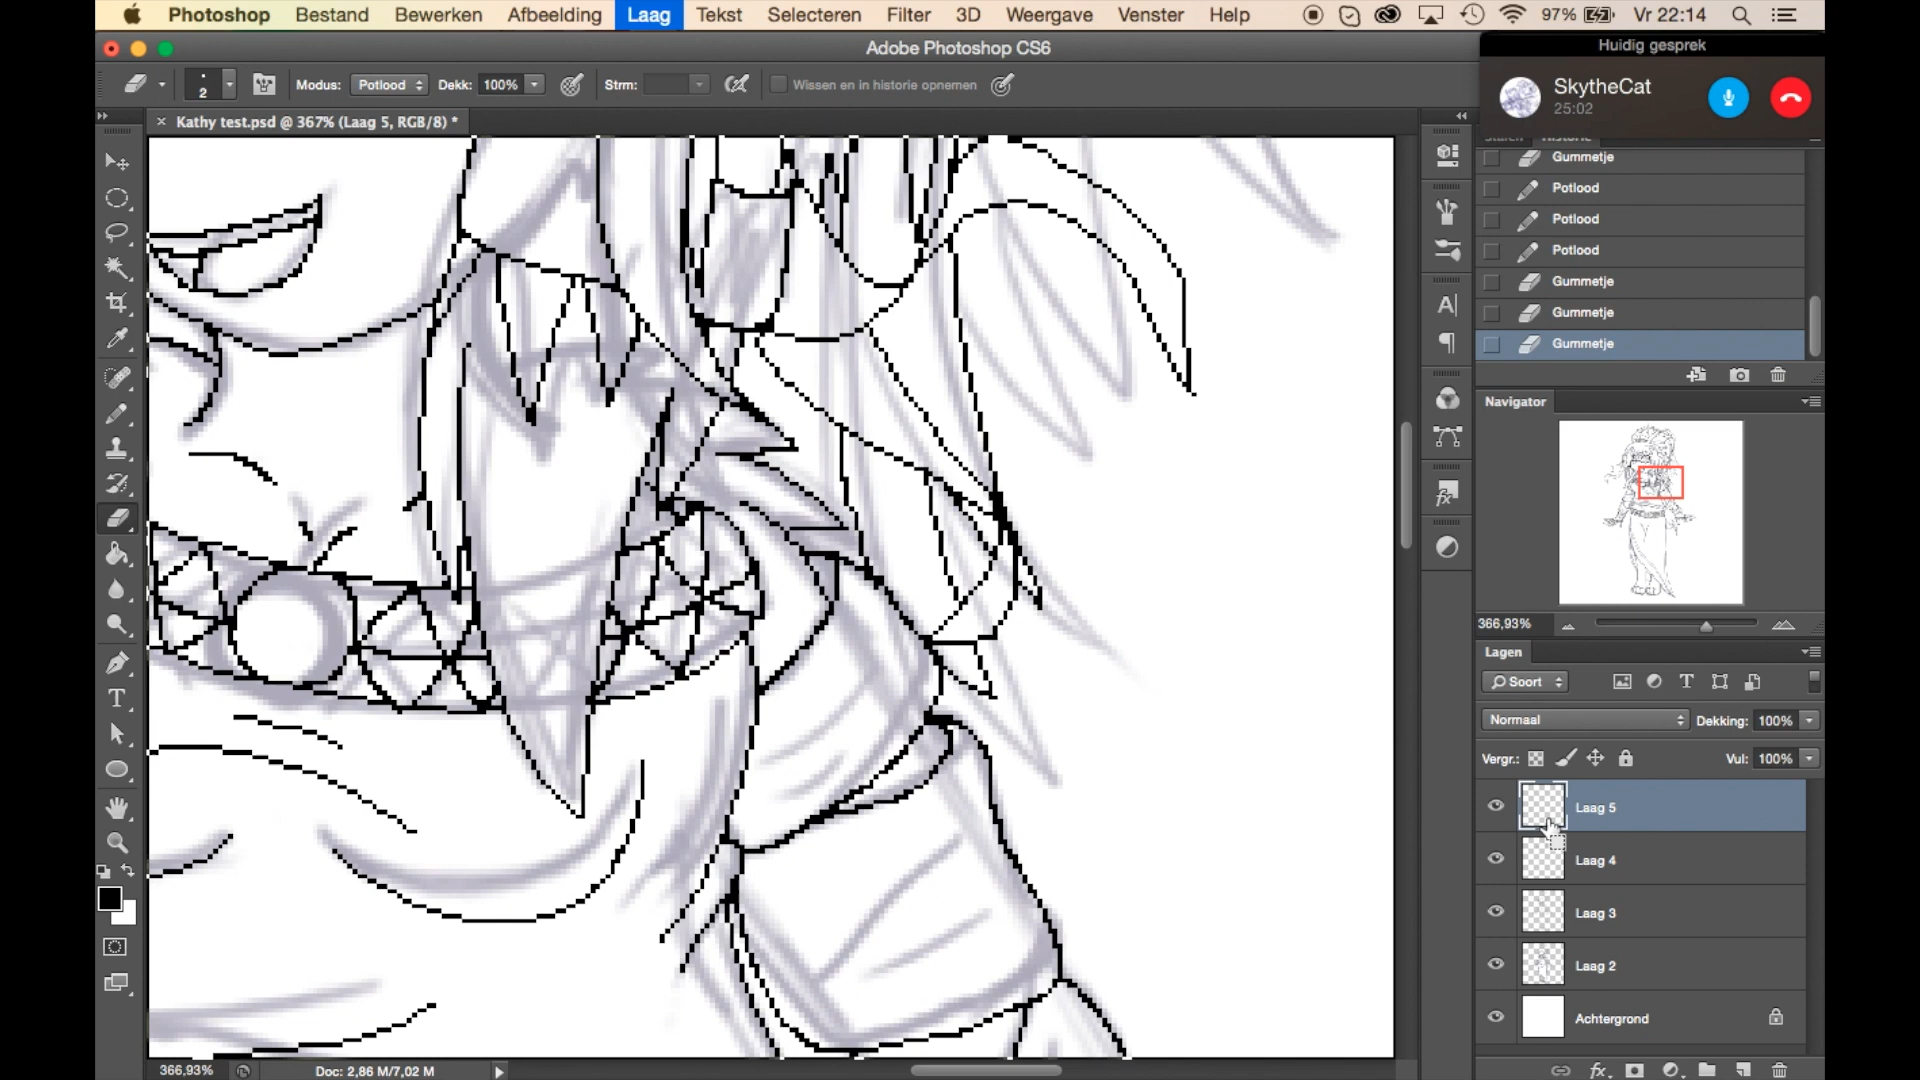 Photoshop Bestand Bewerken Afbeelding Laag Tekst Selecteren Filter 3D Weergave Venster Help 97% Vr 22:14
Adobe Photoshop CS6
Huidig gesprek
SkytheCat
25:02
2 Modus: Potlood Dekk: 100% Strm: Wissen en in historie opnemen
× Kathy test.psd @ 367% (Laag 5, RGB/8) *
Gummetje
Potlood
Potlood
Potlood
Gummetje
Gummetje
Gummetje
Navigator
366,93%
Lagen
Soort
Normaal Dekking: 100%
Vergr.: Vul: 100%
Laag 5
Laag 4
Laag 3
Laag 2
Achtergrond
366,93% Doc: 2,86 M/7,02 M